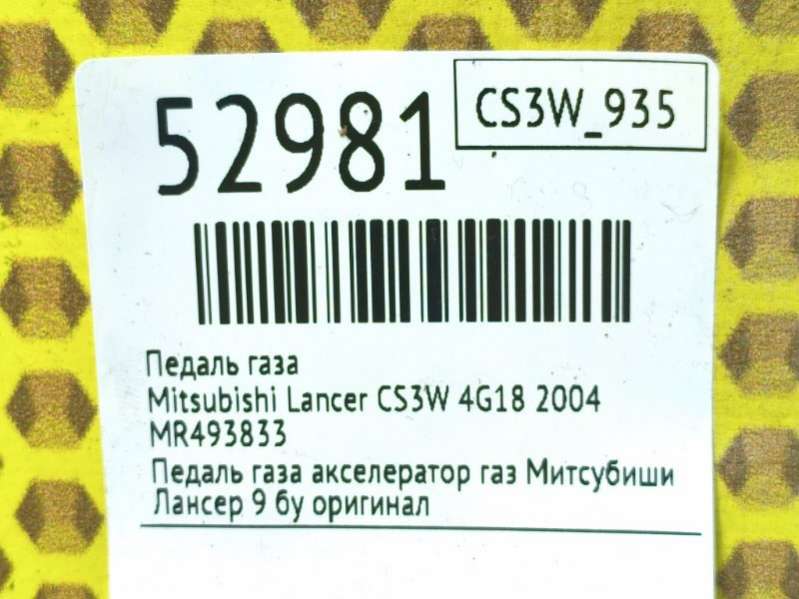 52981
CS3W_935
Педаль газа
Mitsubishi Lancer CS3W 4G18 2004
MR493833
Педаль газа акселератор газ Митсубиши
Лансер 9 бу оригинал